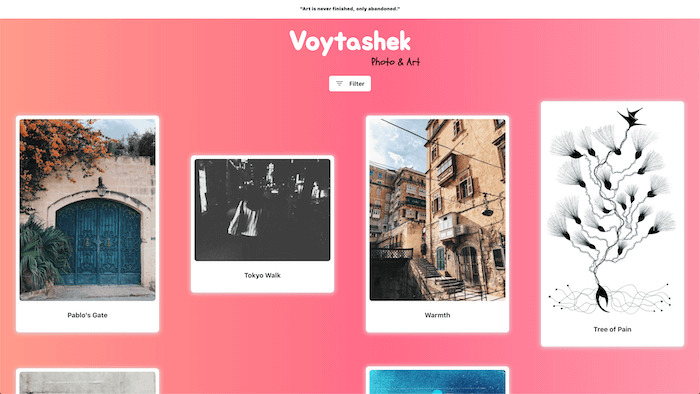 "Art is never finished, only abandoned."
Voytashek
Photo & Art
Filter
Pablo's Gate
Tokyo Walk
Warmth
Tree of Pain